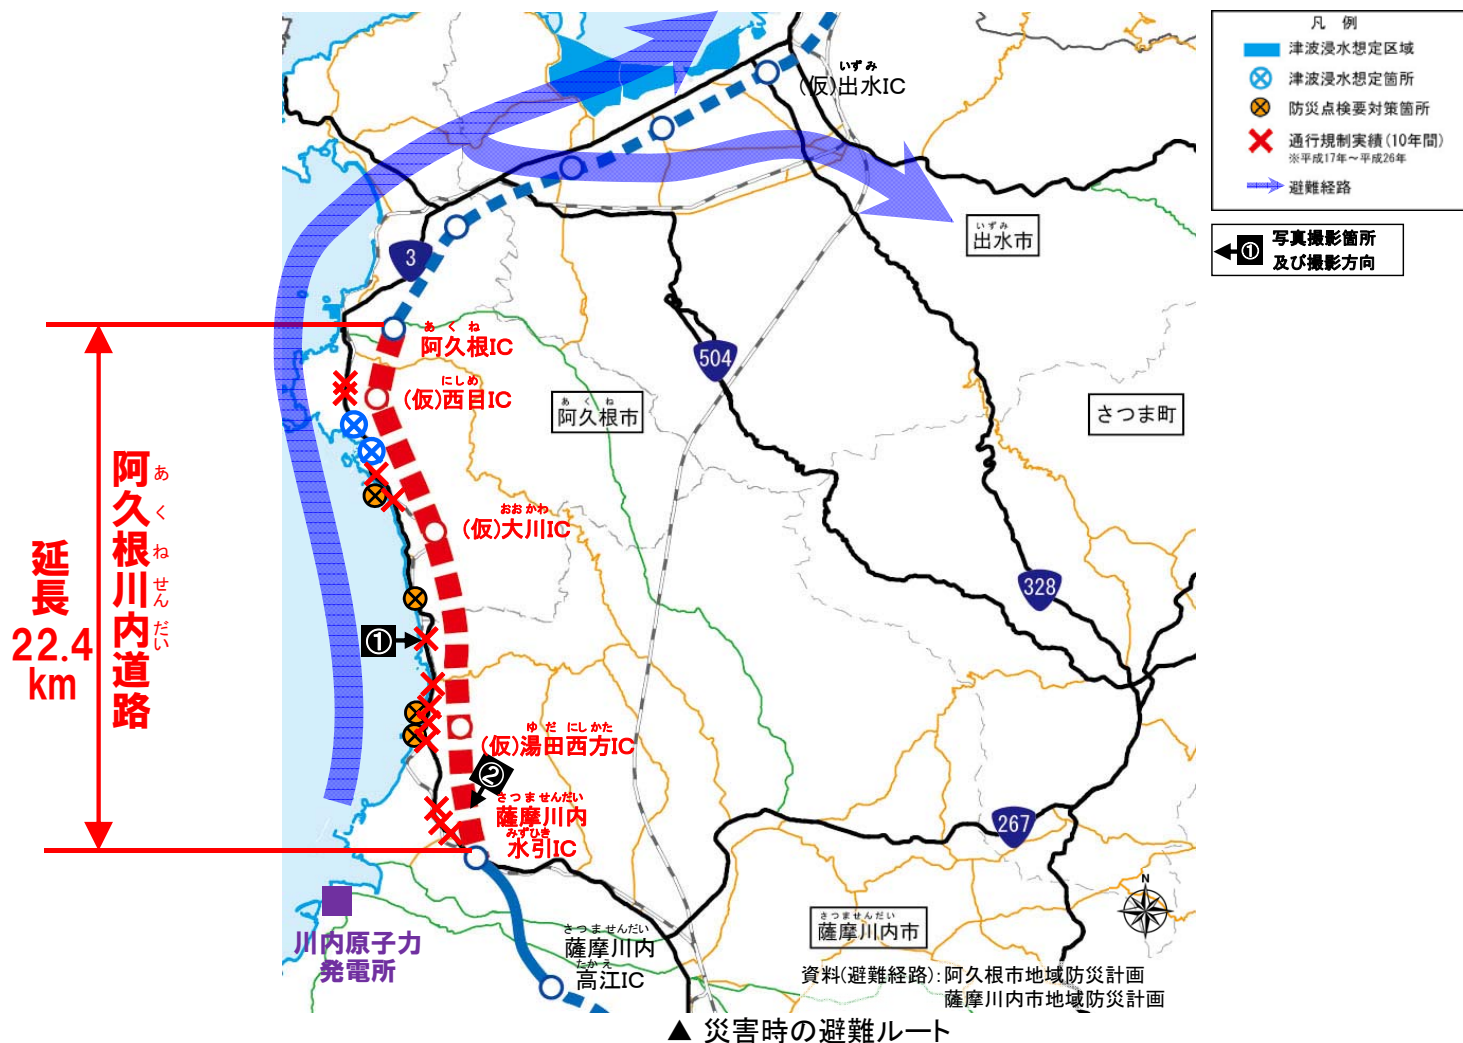 凡 例
津波浸水想定区域
津波浸水想定箇所
防災点検要対策箇所
通行規制実績(10年間)
※平成17年～平成26年
避難経路
① 写真撮影箇所
及び撮影方向
いずみ
(仮)出水IC
3
いずみ
出水市
あくね
阿久根IC
にしめ
(仮)西目IC
504
あくね
阿久根市
さつま町
おおかわ
(仮)大川IC
328
阿久根川内道路
あくねせんだい
延長
22.4
km
①
ゆだ にしかた
(仮)湯田西方IC
②
さつませんだい
薩摩川内
みずひき
水引IC
267
N
川内原子力
発電所
さつませんだい
薩摩川内
たかえ
高江IC
さつませんだい
薩摩川内市
資料(避難経路)：阿久根市地域防災計画
薩摩川内市地域防災計画
▲ 災害時の避難ルート